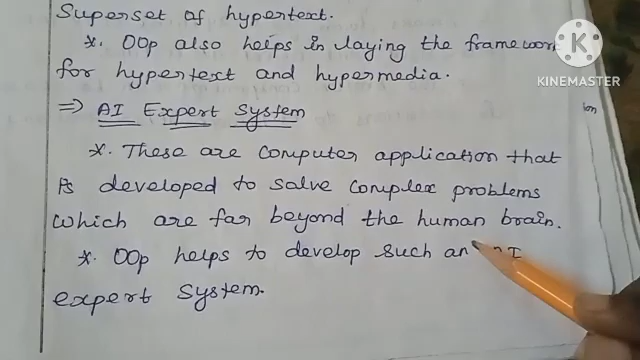 Superset of hypertext.
* OOp also helps in laying the framework
for hypertext and hypermedia.
⇒ AI Expert System
* These are computer application that
is developed to solve complex problems
which are far beyond the human brain.
* OOp helps to develop such an AI
expert system.
KINEMASTER